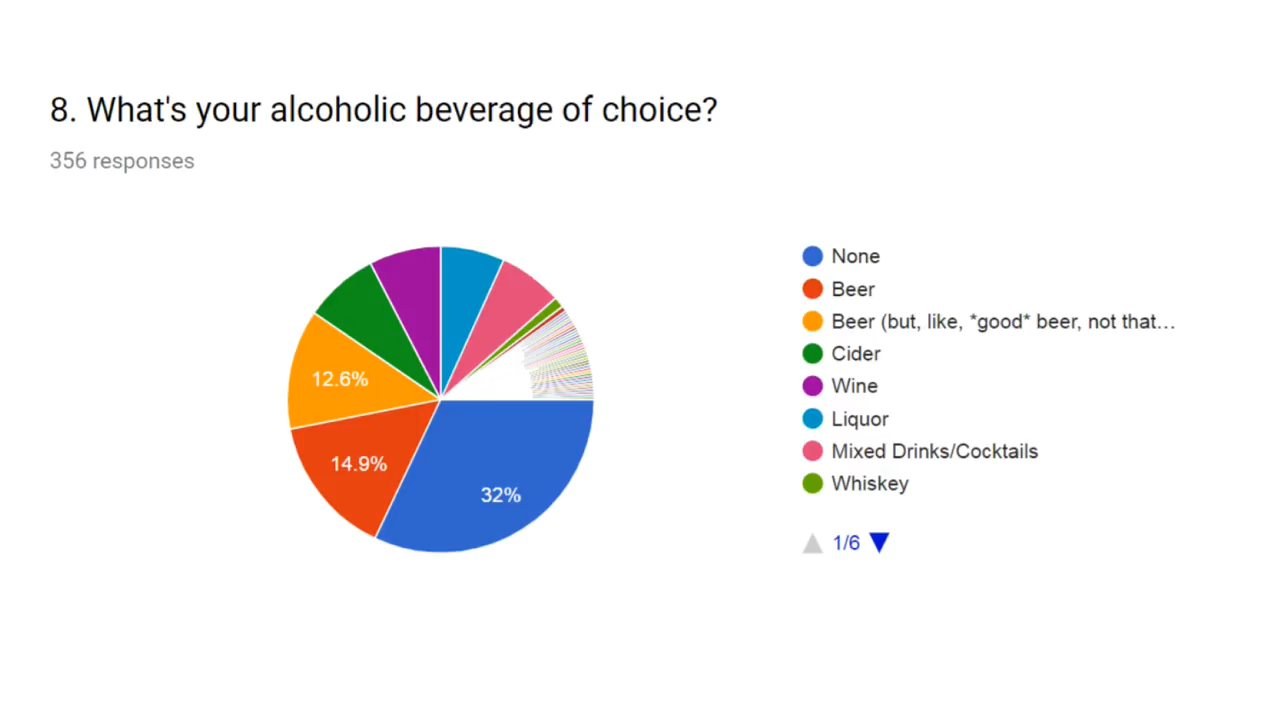 8. What's your alcoholic beverage of choice?
356 responses
None
Beer
Beer (but, like, *good* beer, not that…
Cider
Wine
Liquor
Mixed Drinks/Cocktails
Whiskey
1/6
12.6%
14.9%
32%